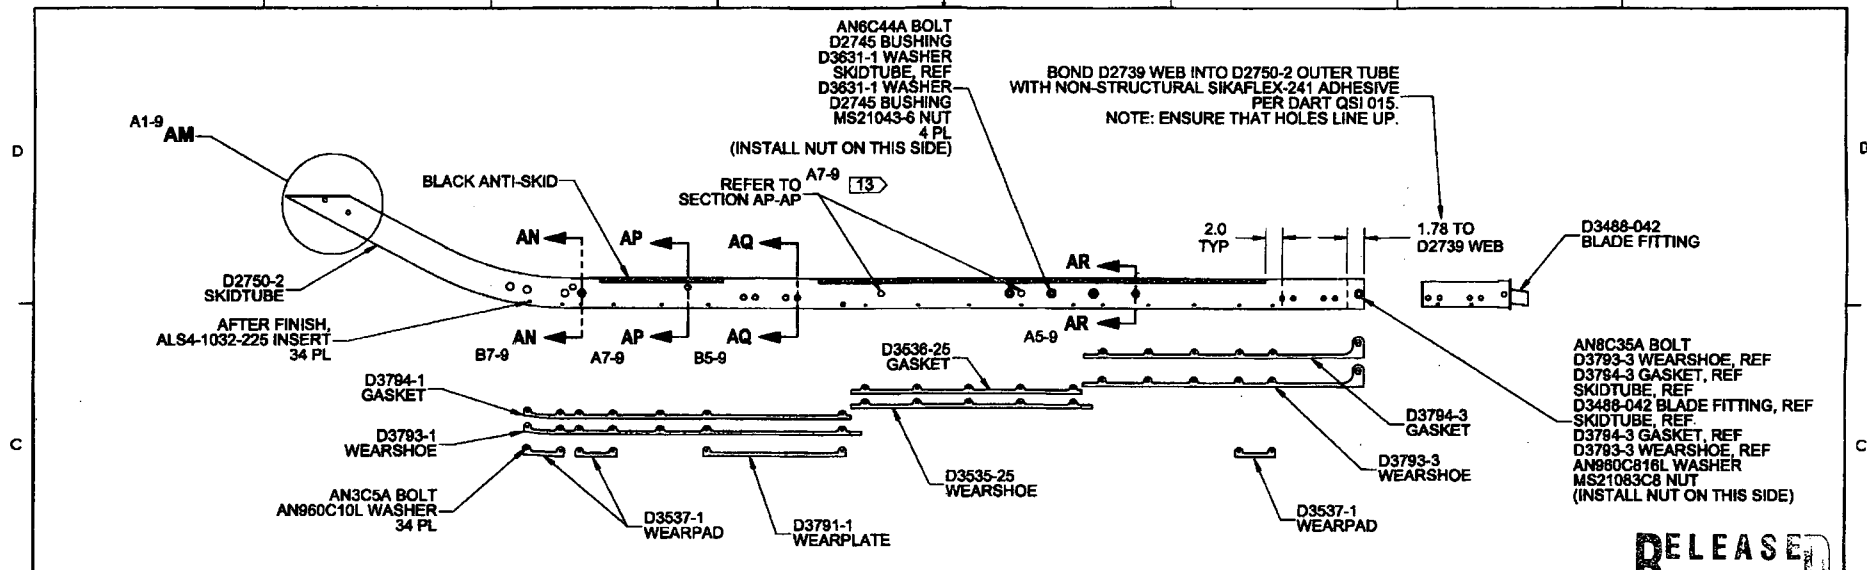 AN6C44A BOLT
D2745 BUSHING
D3631-1 WASHER
SKIDTUBE, REF
D3631-1 WASHER
D2745 BUSHING
MS21043-6 NUT
4 PL
(INSTALL NUT ON THIS SIDE)
BOND D2739 WEB INTO D2750-2 OUTER TUBE
WITH NON-STRUCTURAL SIKAFLEX-241 ADHESIVE
PER DART QSI 015.
NOTE: ENSURE THAT HOLES LINE UP.
A1-9
AM
D
D
BLACK ANTI-SKID
REFER TO
SECTION AP-AP
A7-9
13
AN
AP
AQ
AR
2.0
TYP
1.78 TO
D2739 WEB
D3488-042
BLADE FITTING
D2750-2
SKIDTUBE
AFTER FINISH,
ALS4-1032-225 INSERT
34 PL
AN
AP
AQ
AR
B7-9
A7-9
B5-9
A5-9
D3536-25
GASKET
D3794-1
GASKET
D3793-1
WEARSHOE
AN3C5A BOLT
AN960C10L WASHER
34 PL
D3537-1
WEARPAD
D3791-1
WEARPLATE
D3535-25
WEARSHOE
D3794-3
GASKET
D3793-3
WEARSHOE
D3537-1
WEARPAD
AN8C35A BOLT
D3793-3 WEARSHOE, REF
D3794-3 GASKET, REF
SKIDTUBE, REF
D3488-042 BLADE FITTING, REF
SKIDTUBE, REF.
D3794-3 GASKET, REF
D3793-3 WEARSHOE, REF
AN960C816L WASHER
MS21083C8 NUT
(INSTALL NUT ON THIS SIDE)
C
C
RELEASED